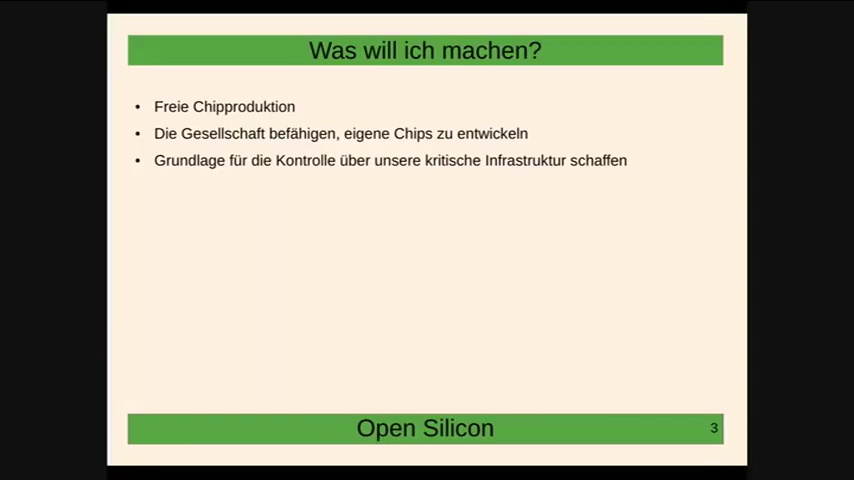 Was will ich machen?
• Freie Chipproduktion
• Die Gesellschaft befähigen, eigene Chips zu entwickeln
• Grundlage für die Kontrolle über unsere kritische Infrastruktur schaffen
Open Silicon
3